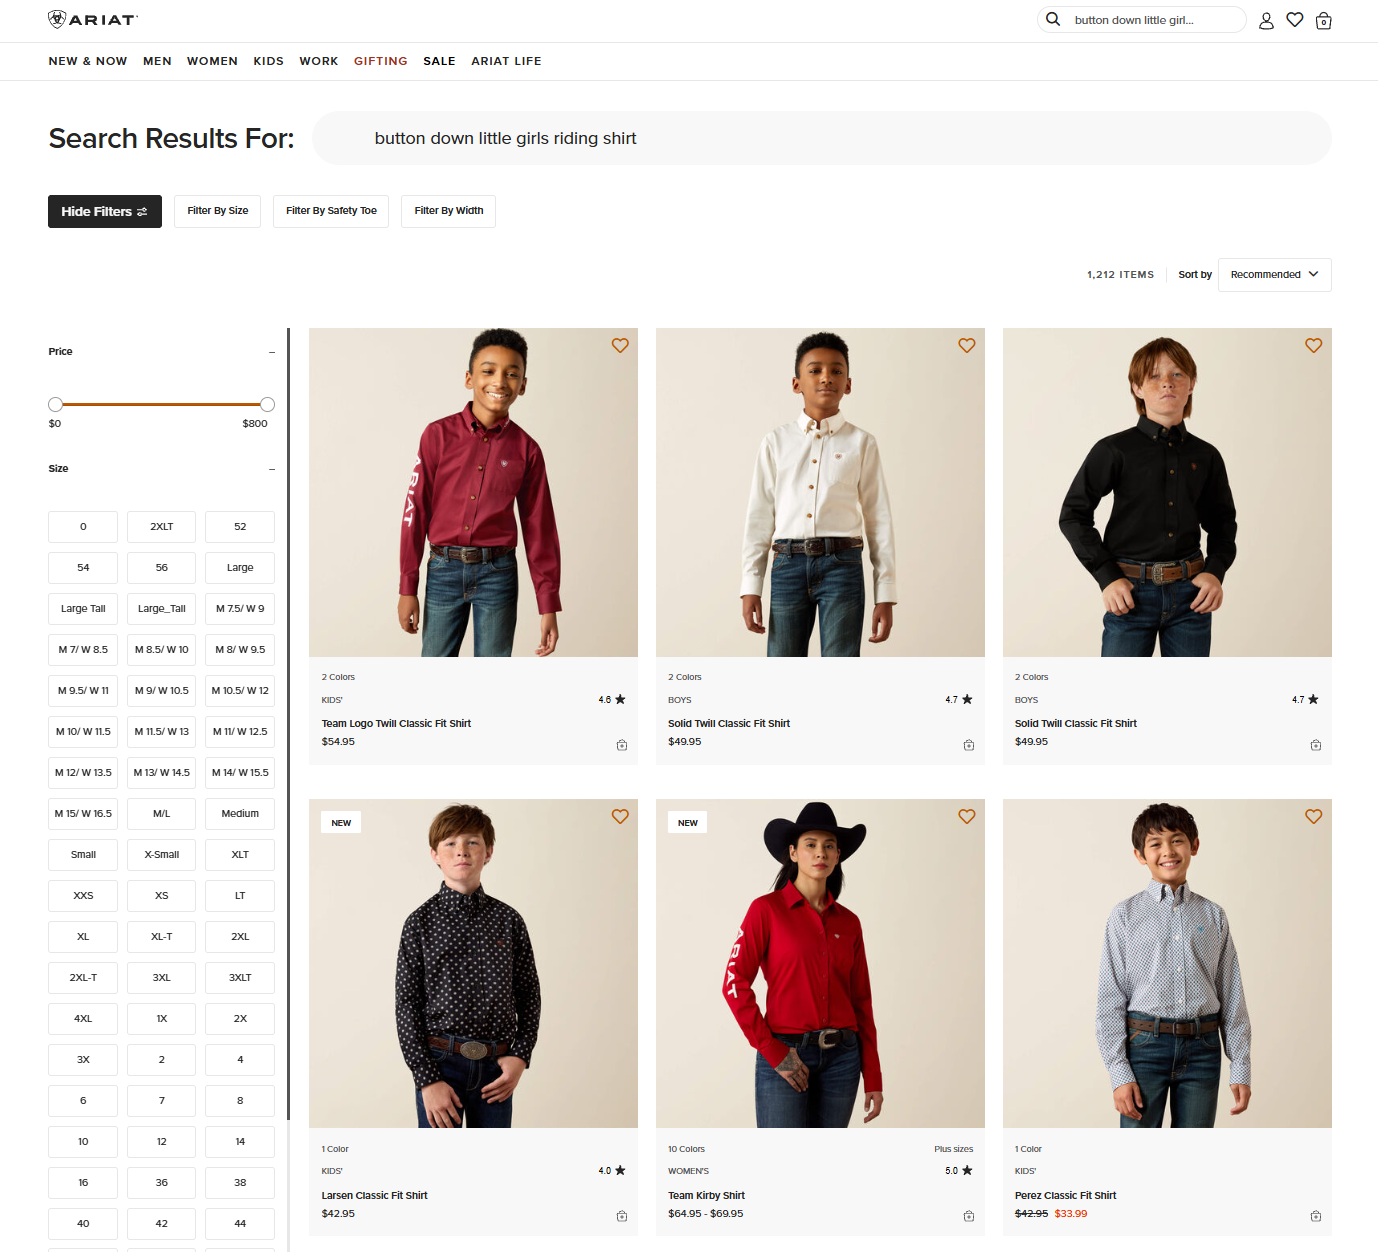 ARIAT
button down little girl...
0
NEW & NOW MEN WOMEN KIDS WORK GIFTING SALE ARIAT LIFE
Search Results For: button down little girls riding shirt
Hide Filters Filter By Size Filter By Safety Toe Filter By Width
1,212 ITEMS Sort by Recommended
Price –
$0 $800
Size –
0 2XLT 52
54 56 Large
Large Tall Large_Tall M 7.5/ W 9
M 7/ W 8.5 M 8.5/ W 10 M 8/ W 9.5
M 9.5/ W 11 M 9/ W 10.5 M 10.5/ W 12
M 10/ W 11.5 M 11.5/ W 13 M 11/ W 12.5
M 12/ W 13.5 M 13/ W 14.5 M 14/ W 15.5
M 15/ W 16.5 M/L Medium
Small X-Small XLT
XXS XS LT
XL XL-T 2XL
2XL-T 3XL 3XLT
4XL 1X 2X
3X 2 4
6 7 8
10 12 14
16 36 38
40 42 44
ARIAT
2 Colors
KIDS' 4.6
Team Logo Twill Classic Fit Shirt
$54.95
2 Colors
BOYS 4.7
Solid Twill Classic Fit Shirt
$49.95
2 Colors
BOYS 4.7
Solid Twill Classic Fit Shirt
$49.95
NEW
1 Color
KIDS' 4.0
Larsen Classic Fit Shirt
$42.95
NEW
ARIAT
10 Colors Plus sizes
WOMEN'S 5.0
Team Kirby Shirt
$64.95 - $69.95
1 Color
KIDS'
Perez Classic Fit Shirt
$42.95 $33.99